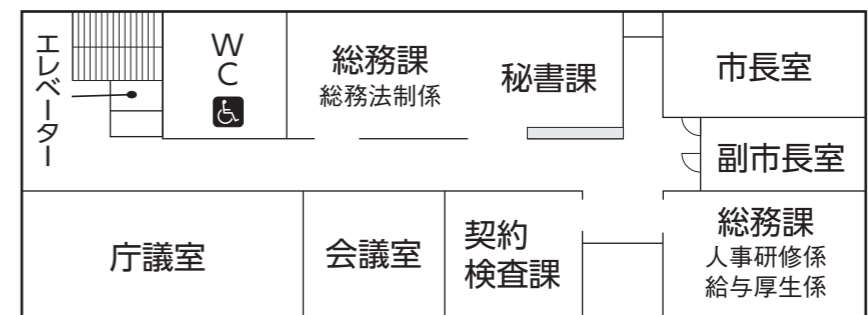 エレベーター
WC
総務課
総務法制係
秘書課
市長室
副市長室
庁議室
会議室
契約
検査課
総務課
人事研修係
給与厚生係